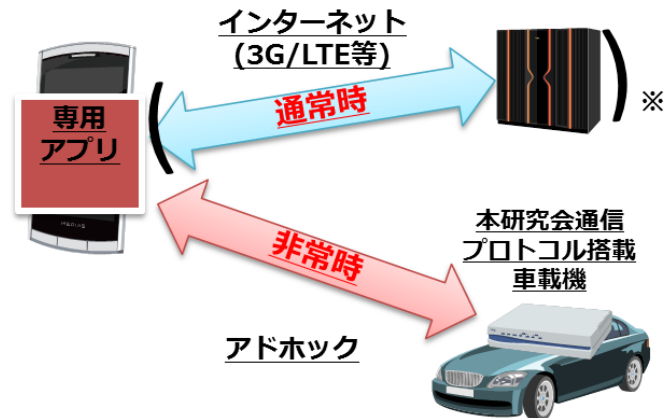 インターネット
(3G/LTE等)
通常時
※
専用
アプリ
MEDIAS
非常時
本研究会通信
プロトコル搭載
車載機
アドホック